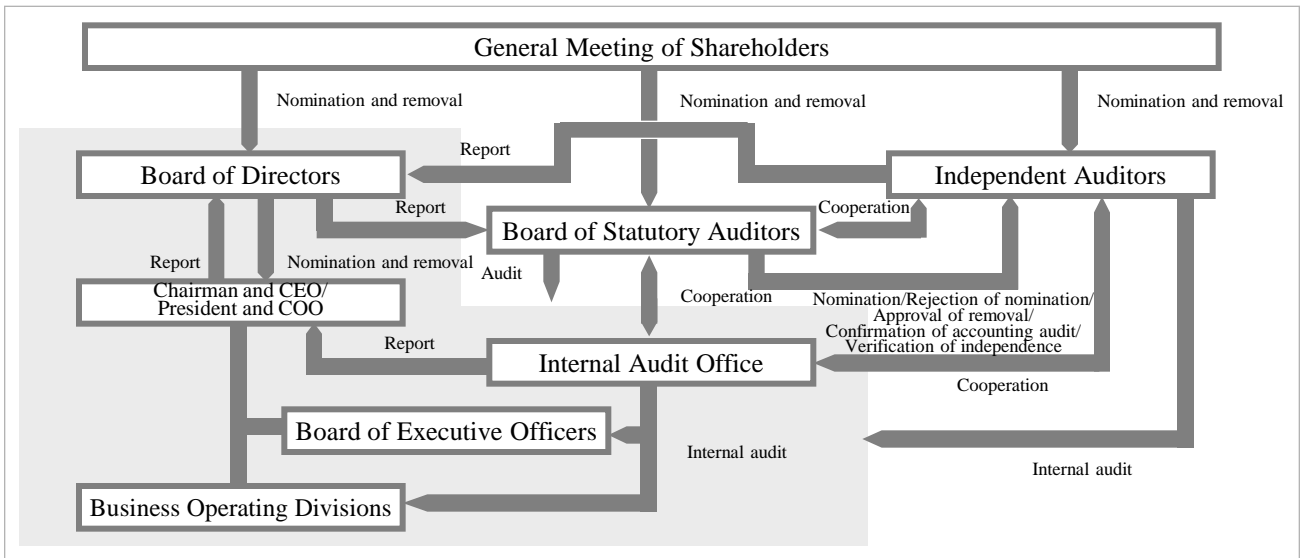 General Meeting of Shareholders
Nomination and removal
Nomination and removal
Nomination and removal
Report
Board of Directors
Independent Auditors
Report
Cooperation
Board of Statutory Auditors
Report
Nomination and removal
Audit
Chairman and CEO/
President and COO
Cooperation
Nomination/Rejection of nomination/
Approval of removal/
Confirmation of accounting audit/
Verification of independence
Report
Internal Audit Office
Cooperation
Board of Executive Officers
Internal audit
Internal audit
Business Operating Divisions